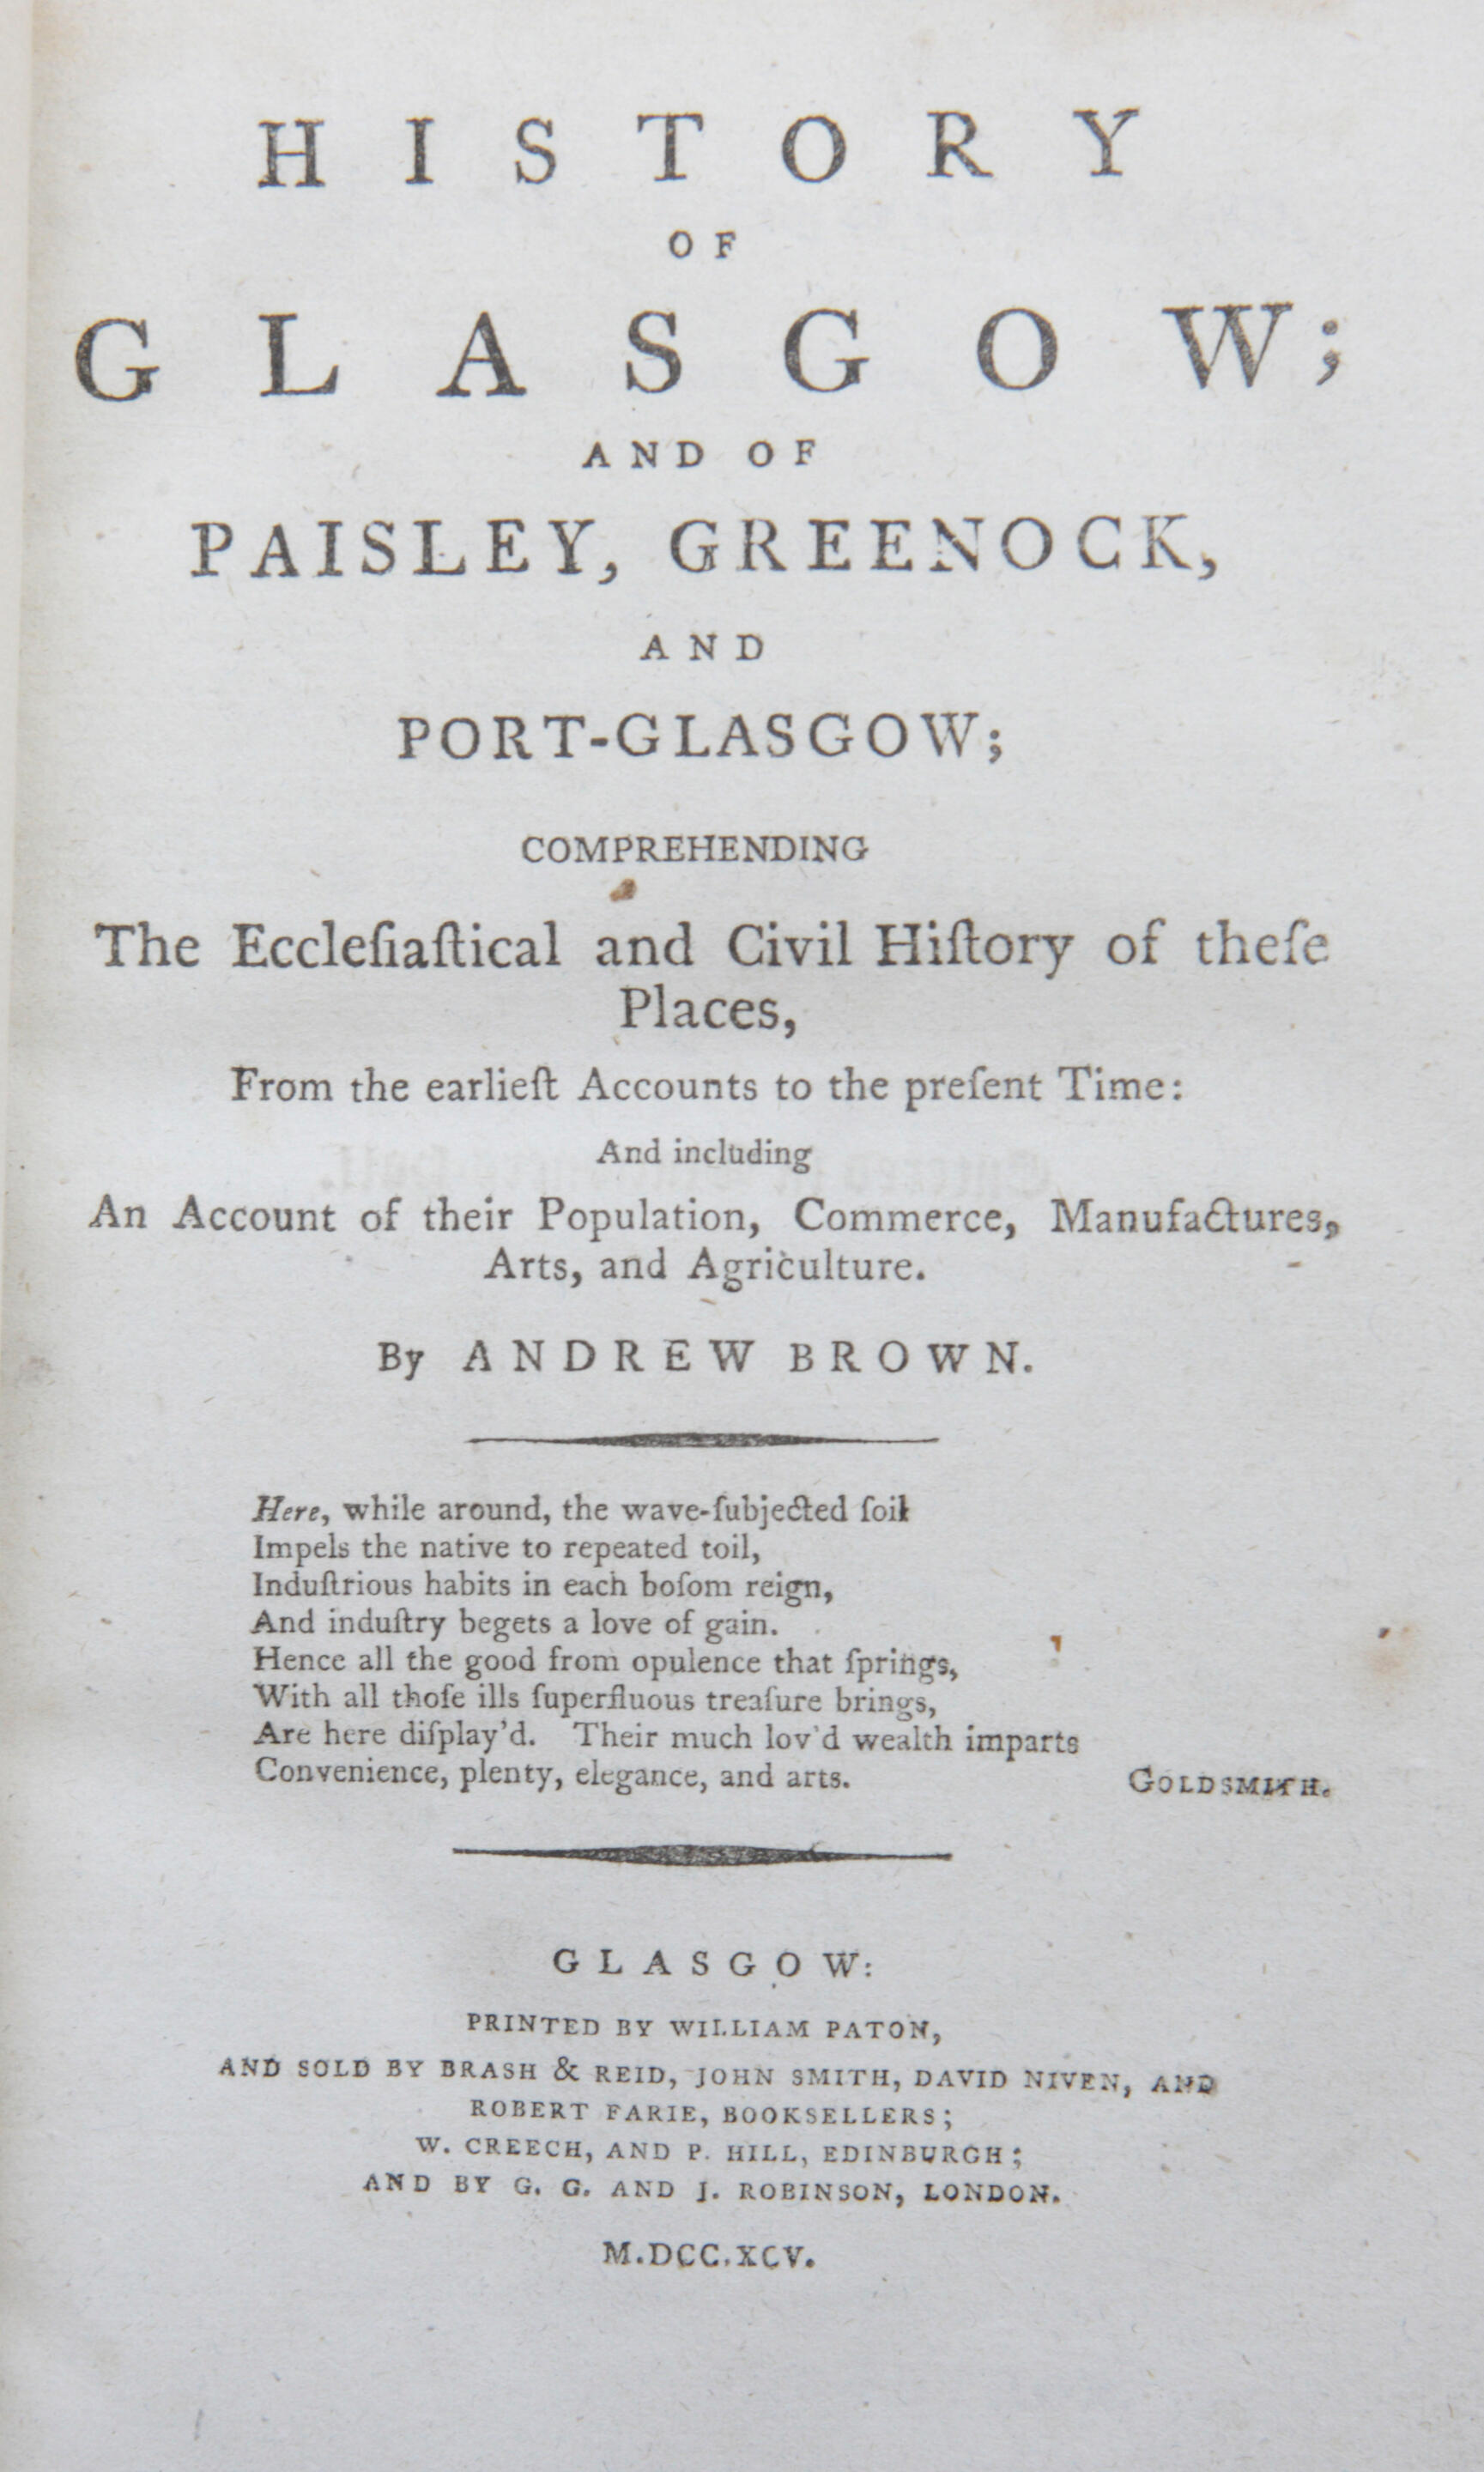 HISTORY
OF
GLASGOW;
AND OF
PAISLEY, GREENOCK,
AND
PORT-GLASGOW;
COMPREHENDING
The Eccleſiaſtical and Civil Hiſtory of theſe
Places,
From the earlieſt Accounts to the preſent Time:
And including
An Account of their Population, Commerce, Manufactures,
Arts, and Agriculture.
By ANDREW BROWN.
Here, while around, the wave-ſubjected ſoil
Impels the native to repeated toil,
Induſtrious habits in each boſom reign,
And induſtry begets a love of gain.
Hence all the good from opulence that ſprings,
With all thoſe ills ſuperfluous treaſure brings,
Are here diſplay'd. Their much lov'd wealth imparts
Convenience, plenty, elegance, and arts.
GOLDSMITH.
GLASGOW:
PRINTED BY WILLIAM PATON,
AND SOLD BY BRASH & REID, JOHN SMITH, DAVID NIVEN, AND
ROBERT FARIE, BOOKSELLERS;
W. CREECH, AND P. HILL, EDINBURGH;
AND BY G. G. AND J. ROBINSON, LONDON.
M.DCC.XCV.